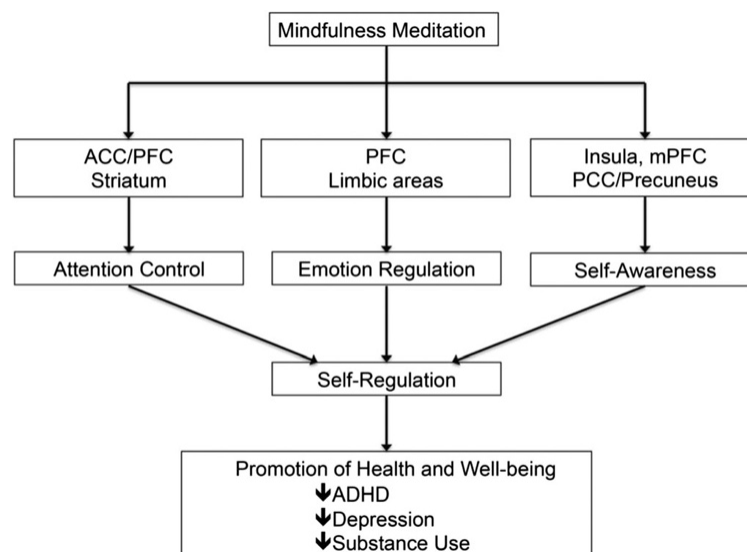 Mindfulness Meditation
ACC/PFC
Striatum
PFC
Limbic areas
Insula, mPFC
PCC/Precuneus
Attention Control
Emotion Regulation
Self-Awareness
Self-Regulation
Promotion of Health and Well-being
↓ADHD
↓Depression
↓Substance Use